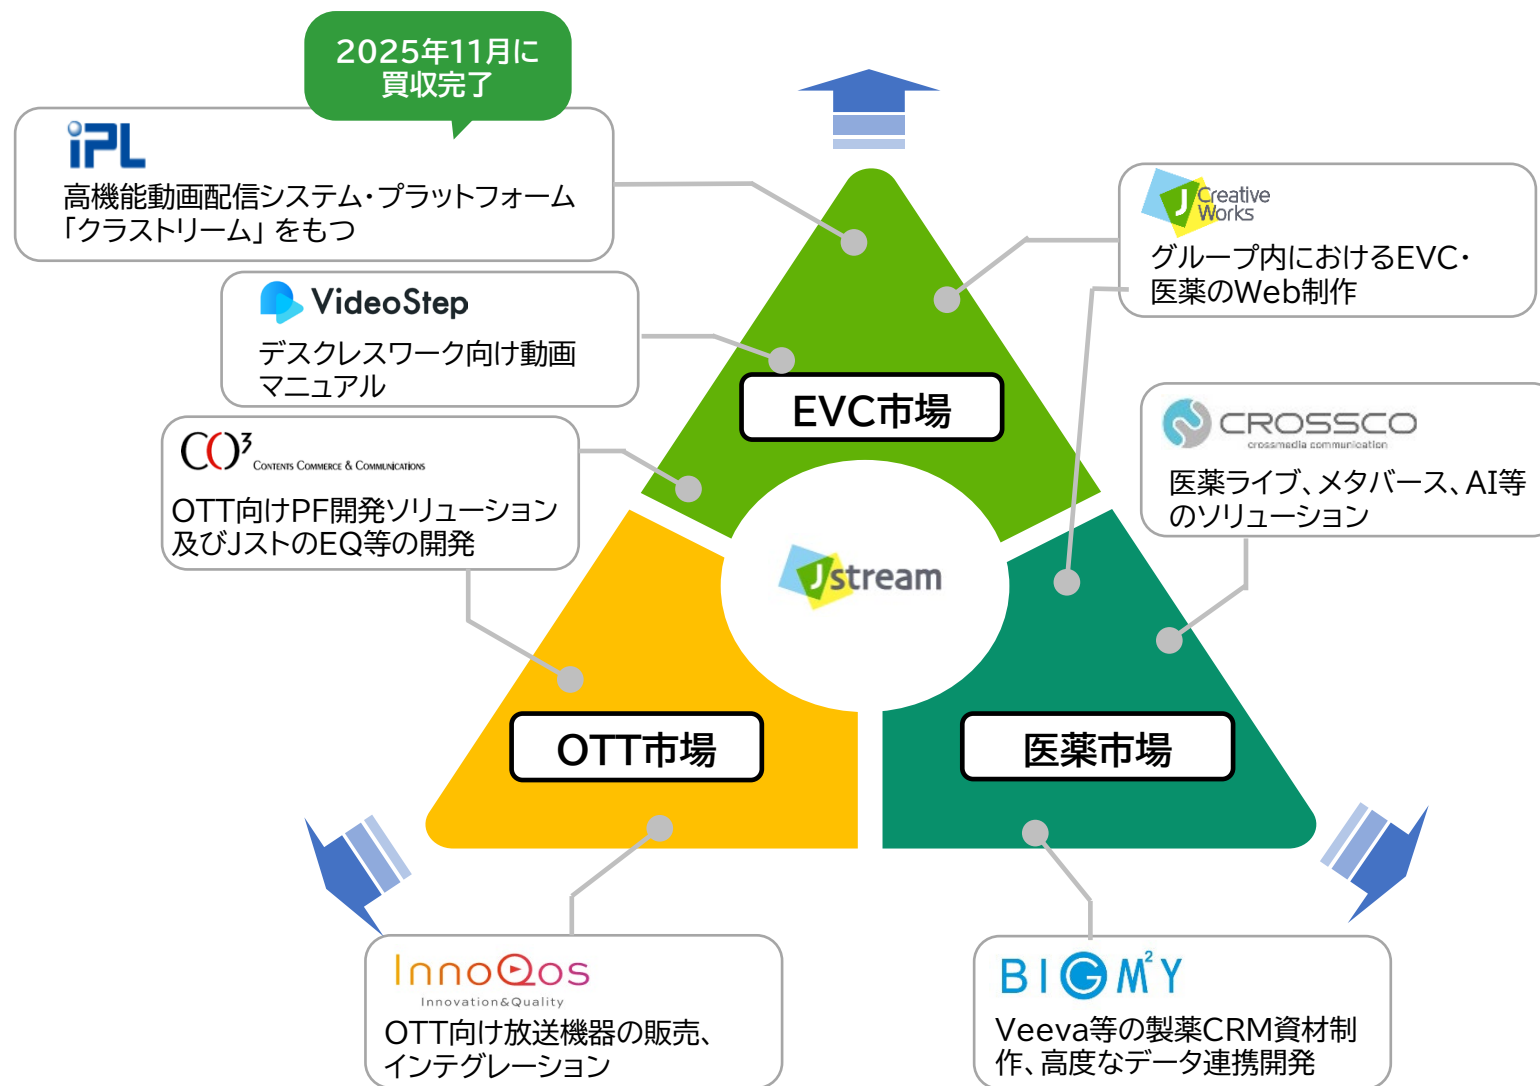 2025年11月に
買収完了
iPL
高機能動画配信システム・プラットフォーム
「クラストリーム」をもつ
VideoStep
デスクレスワーク向け動画
マニュアル
CO³ CONTENTS COMMERCE & COMMUNICATIONS
OTT向けPF開発ソリューション
及びJストのEQ等の開発
J Creative
Works
グループ内におけるEVC・
医薬のWeb制作
CROSSCO
crossmedia communication
医薬ライブ、メタバース、AI等
のソリューション
EVC市場
Jstream
OTT市場
医薬市場
InnoQos
Innovation&Quality
OTT向け放送機器の販売、
インテグレーション
BIGM²Y
Veeva等の製薬CRM資材制
作、高度なデータ連携開発